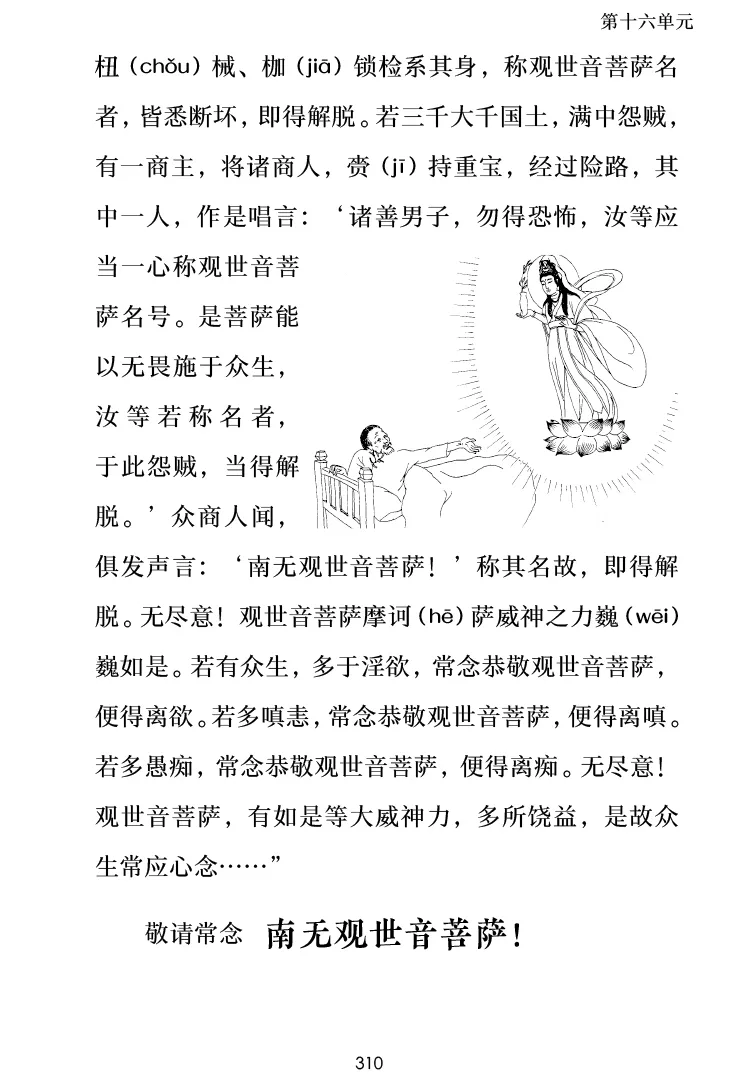 第十六单元
杻（chǒu）械、枷（jiā）锁检系其身，称观世音菩萨名
者，皆悉断坏，即得解脱。若三千大千国土，满中怨贼，
有一商主，将诸商人，赍（jī）持重宝，经过险路，其
中一人，作是唱言：‘诸善男子，勿得恐怖，汝等应
当一心称观世音菩
萨名号。是菩萨能
以无畏施于众生，
汝等若称名者，
于此怨贼，当得解
脱。’众商人闻，
俱发声言：‘南无观世音菩萨！’称其名故，即得解
脱。无尽意！观世音菩萨摩诃（hē）萨威神之力巍（wēi）
巍如是。若有众生，多于淫欲，常念恭敬观世音菩萨，
便得离欲。若多嗔恚，常念恭敬观世音菩萨，便得离嗔。
若多愚痴，常念恭敬观世音菩萨，便得离痴。无尽意！
观世音菩萨，有如是等大威神力，多所饶益，是故众
生常应心念……”
敬请常念 南无观世音菩萨！
310